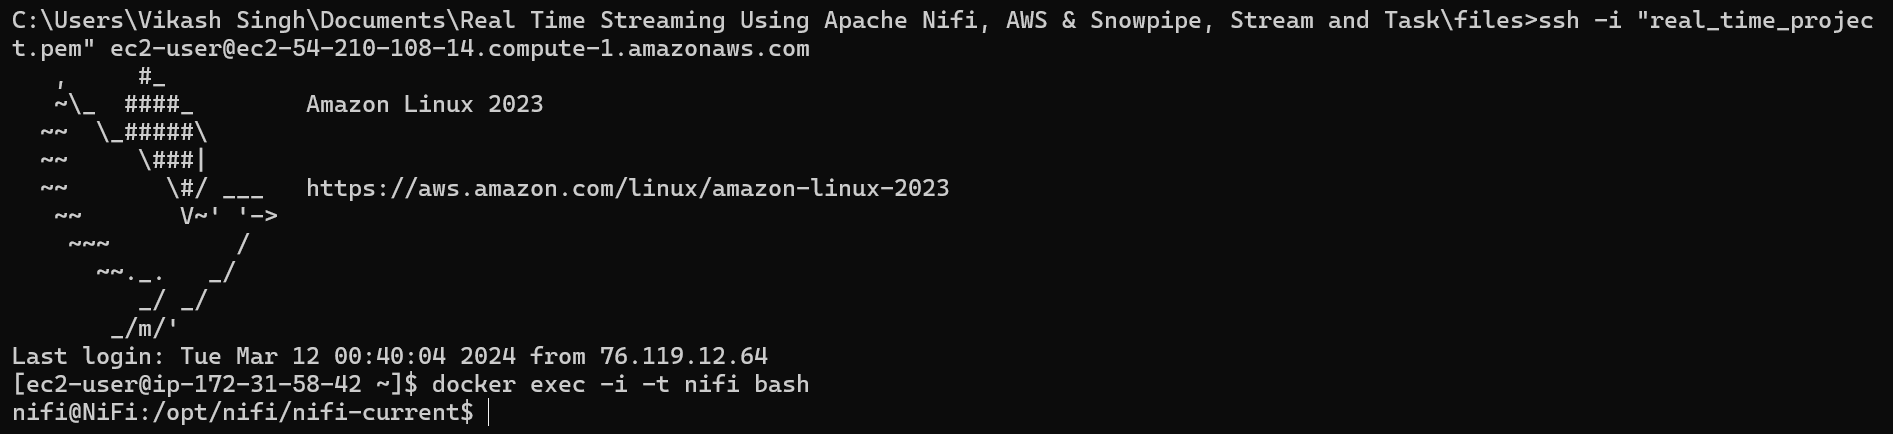 C:\Users\Vikash Singh\Documents\Real Time Streaming Using Apache Nifi, AWS & Snowpipe, Stream and Task\files>ssh -i "real_time_projec
t.pem" ec2-user@ec2-54-210-108-14.compute-1.amazonaws.com
   ,     #_
   ~\_  ####_        Amazon Linux 2023
  ~~  \_#####\
  ~~     \###|
  ~~       \#/ ___   https://aws.amazon.com/linux/amazon-linux-2023
   ~~       V~' '->
    ~~~         /
      ~~._.   _/
         _/ _/
       _/m/'
Last login: Tue Mar 12 00:40:04 2024 from 76.119.12.64
[ec2-user@ip-172-31-58-42 ~]$ docker exec -i -t nifi bash
nifi@NiFi:/opt/nifi/nifi-current$